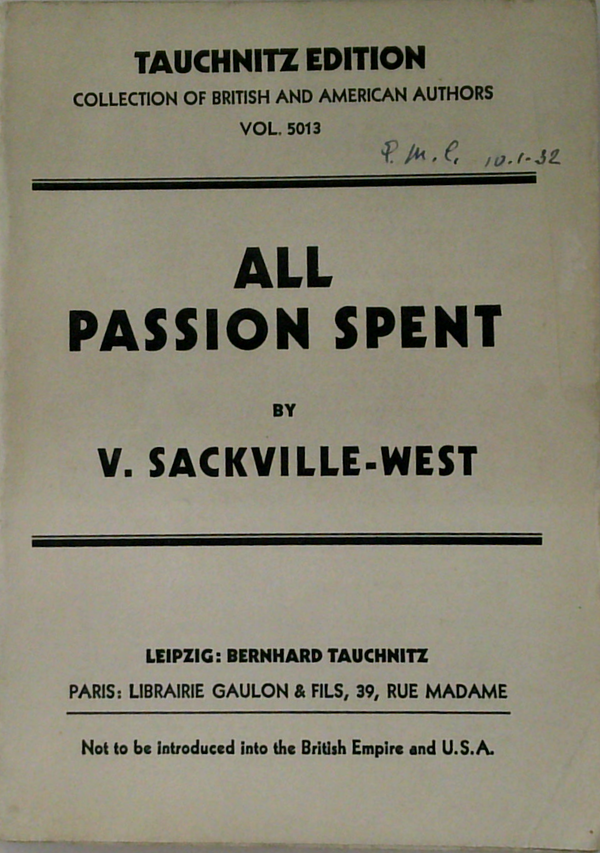 TAUCHNITZ EDITION
COLLECTION OF BRITISH AND AMERICAN AUTHORS
VOL. 5013
P. M. C. 10.1-32
ALL
PASSION SPENT
BY
V. SACKVILLE-WEST
LEIPZIG: BERNHARD TAUCHNITZ
PARIS: LIBRAIRIE GAULON & FILS, 39, RUE MADAME
Not to be introduced into the British Empire and U.S.A.